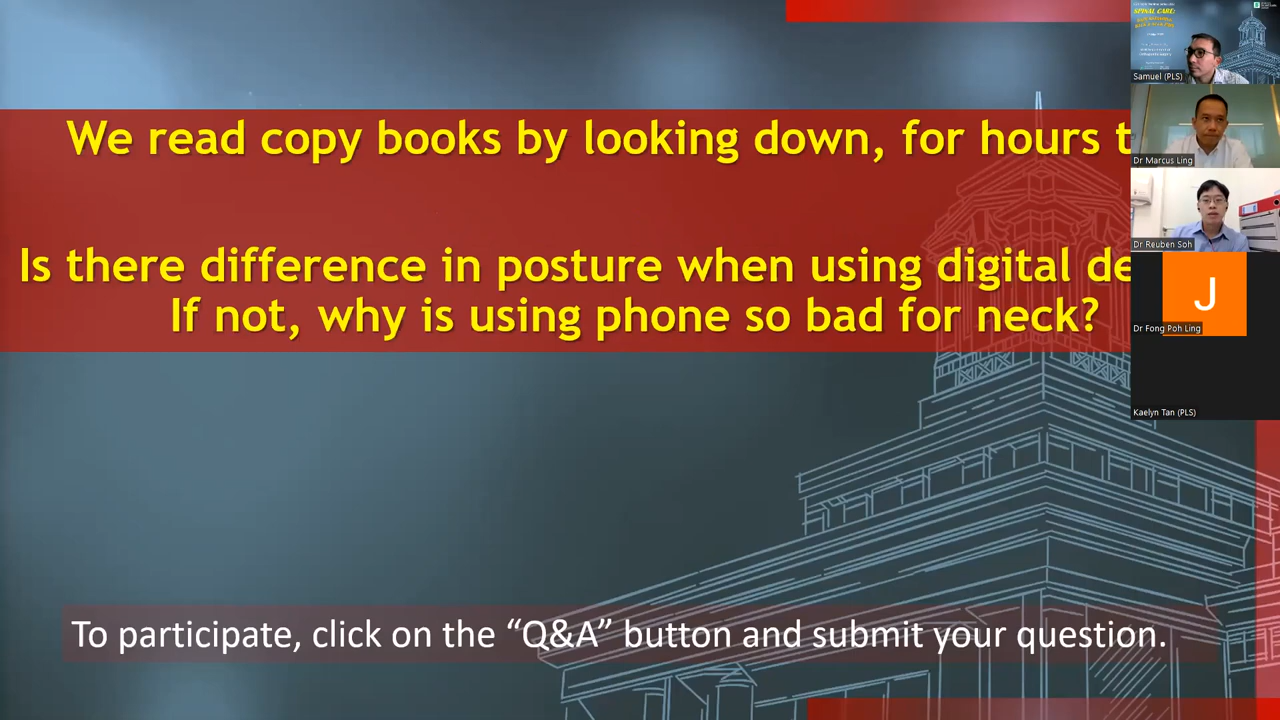 We read copy books by looking down, for hours t
Is there difference in posture when using digital de
If not, why is using phone so bad for neck?
To participate, click on the “Q&A” button and submit your question.
SPINAL CARE:
Samuel (PLS)
Dr Marcus Ling
Dr Reuben Soh
J
Dr Fong Poh Ling
Kaelyn Tan (PLS)